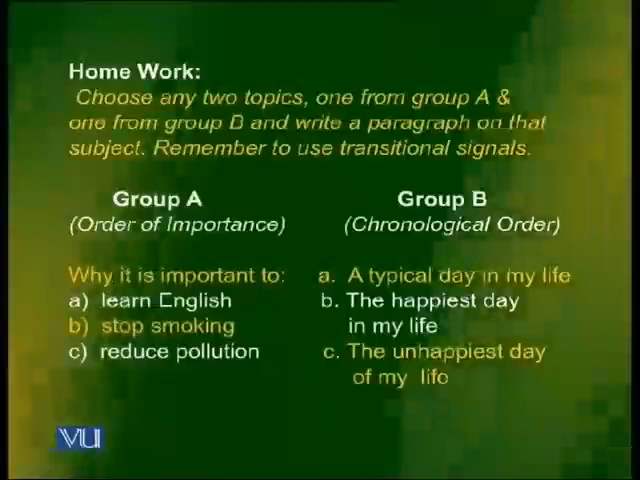 Home Work:
Choose any two topics, one from group A &
one from group B and write a paragraph on that
subject. Remember to use transitional signals.
Group A
(Order of Importance)
Why it is important to:
a) learn English
b) stop smoking
c) reduce pollution
Group B
(Chronological Order)
a. A typical day in my life
b. The happiest day
in my life
c. The unhappiest day
of my life
VU